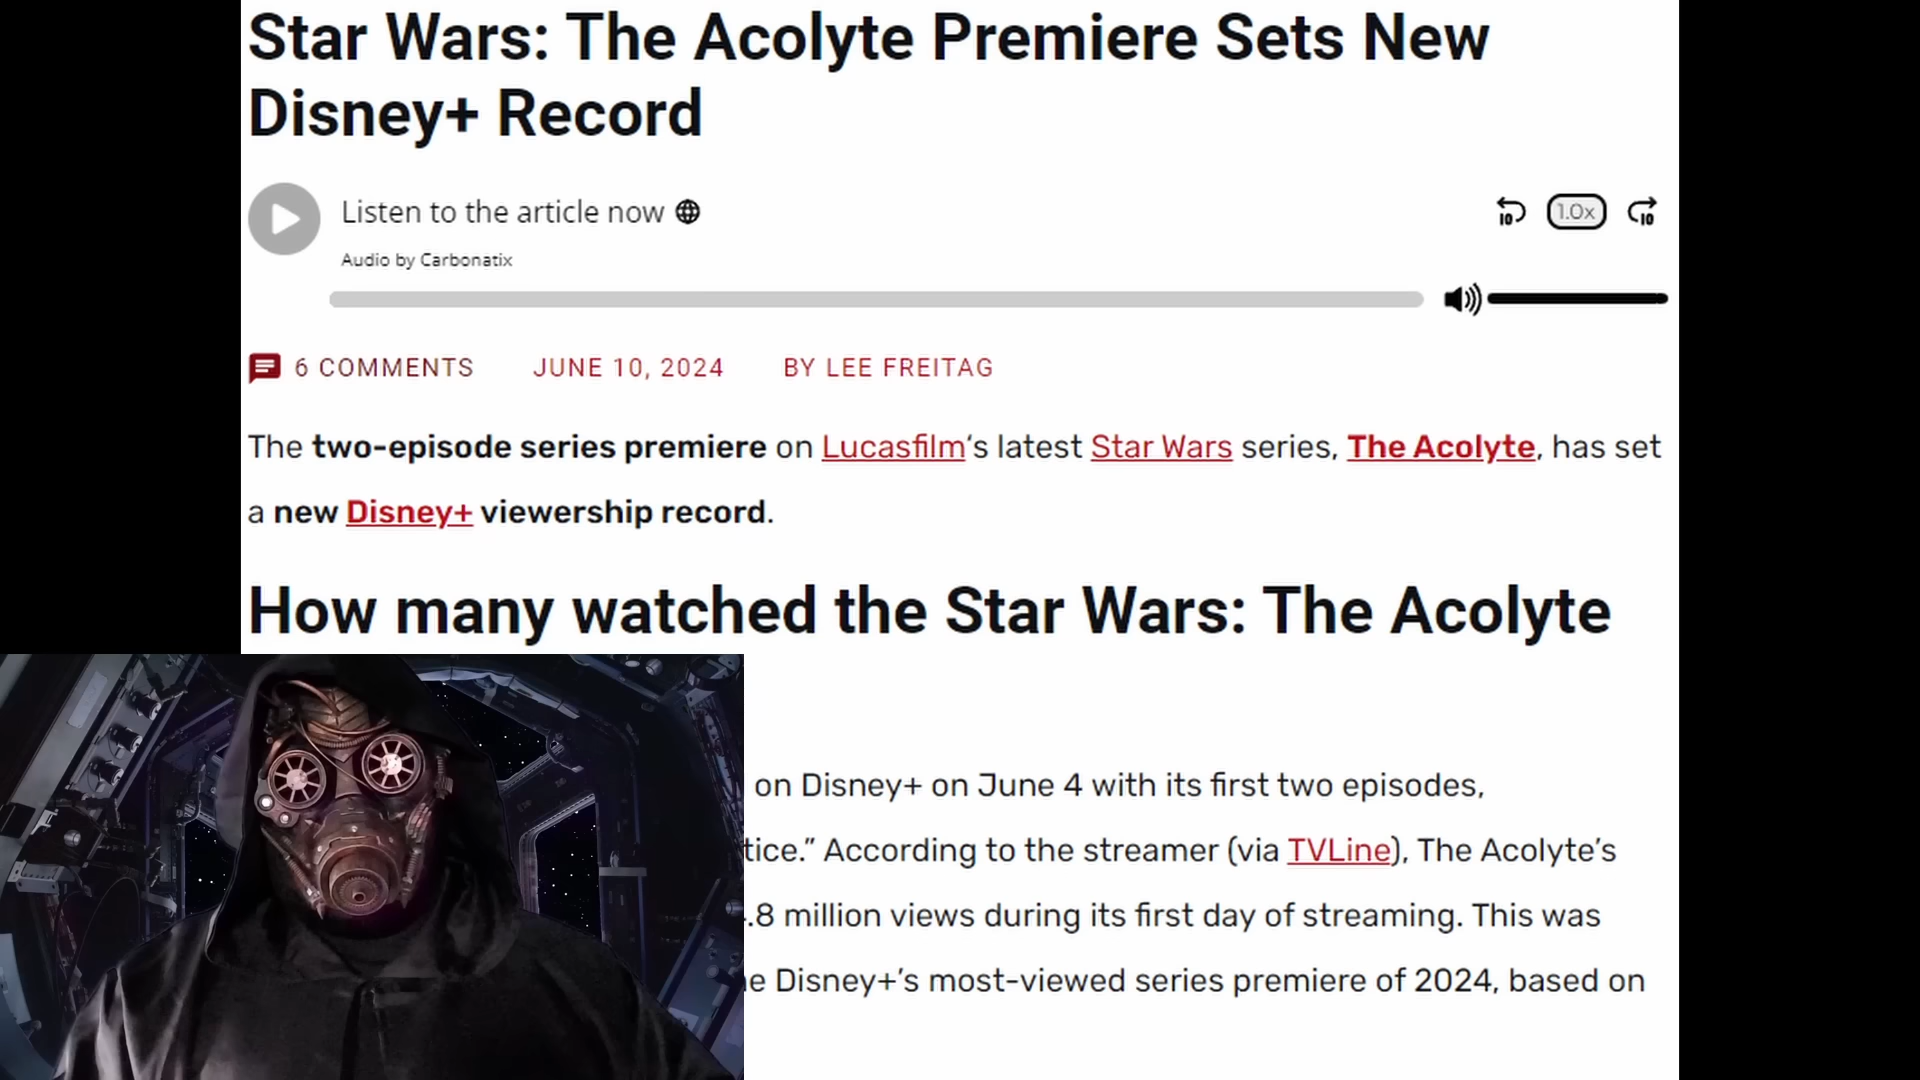 Star Wars: The Acolyte Premiere Sets New
Disney+ Record
Listen to the article now
10 1.0x 10
Audio by Carbonatix
6 COMMENTS JUNE 10, 2024 BY LEE FREITAG
The two-episode series premiere on Lucasfilm‘s latest Star Wars series, The Acolyte, has set
a new Disney+ viewership record.
How many watched the Star Wars: The Acolyte
on Disney+ on June 4 with its first two episodes,
tice.” According to the streamer (via TVLine), The Acolyte’s
.8 million views during its first day of streaming. This was
e Disney+’s most-viewed series premiere of 2024, based on